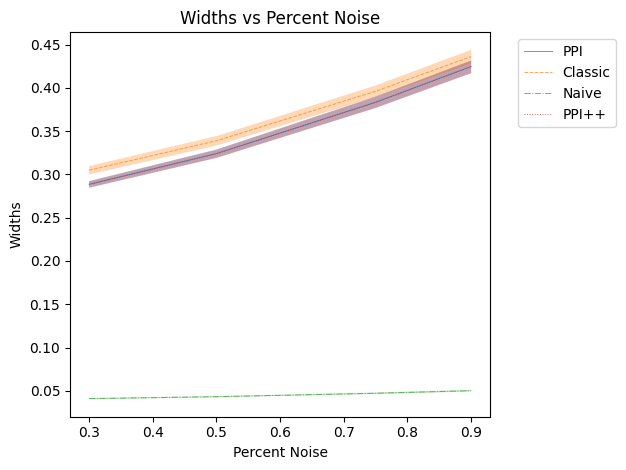 Widths vs Percent Noise
Widths
0.45
0.40
0.35
0.30
0.25
0.20
0.15
0.10
0.05
0.3 0.4 0.5 0.6 0.7 0.8 0.9
Percent Noise
PPI
Classic
Naive
PPI++